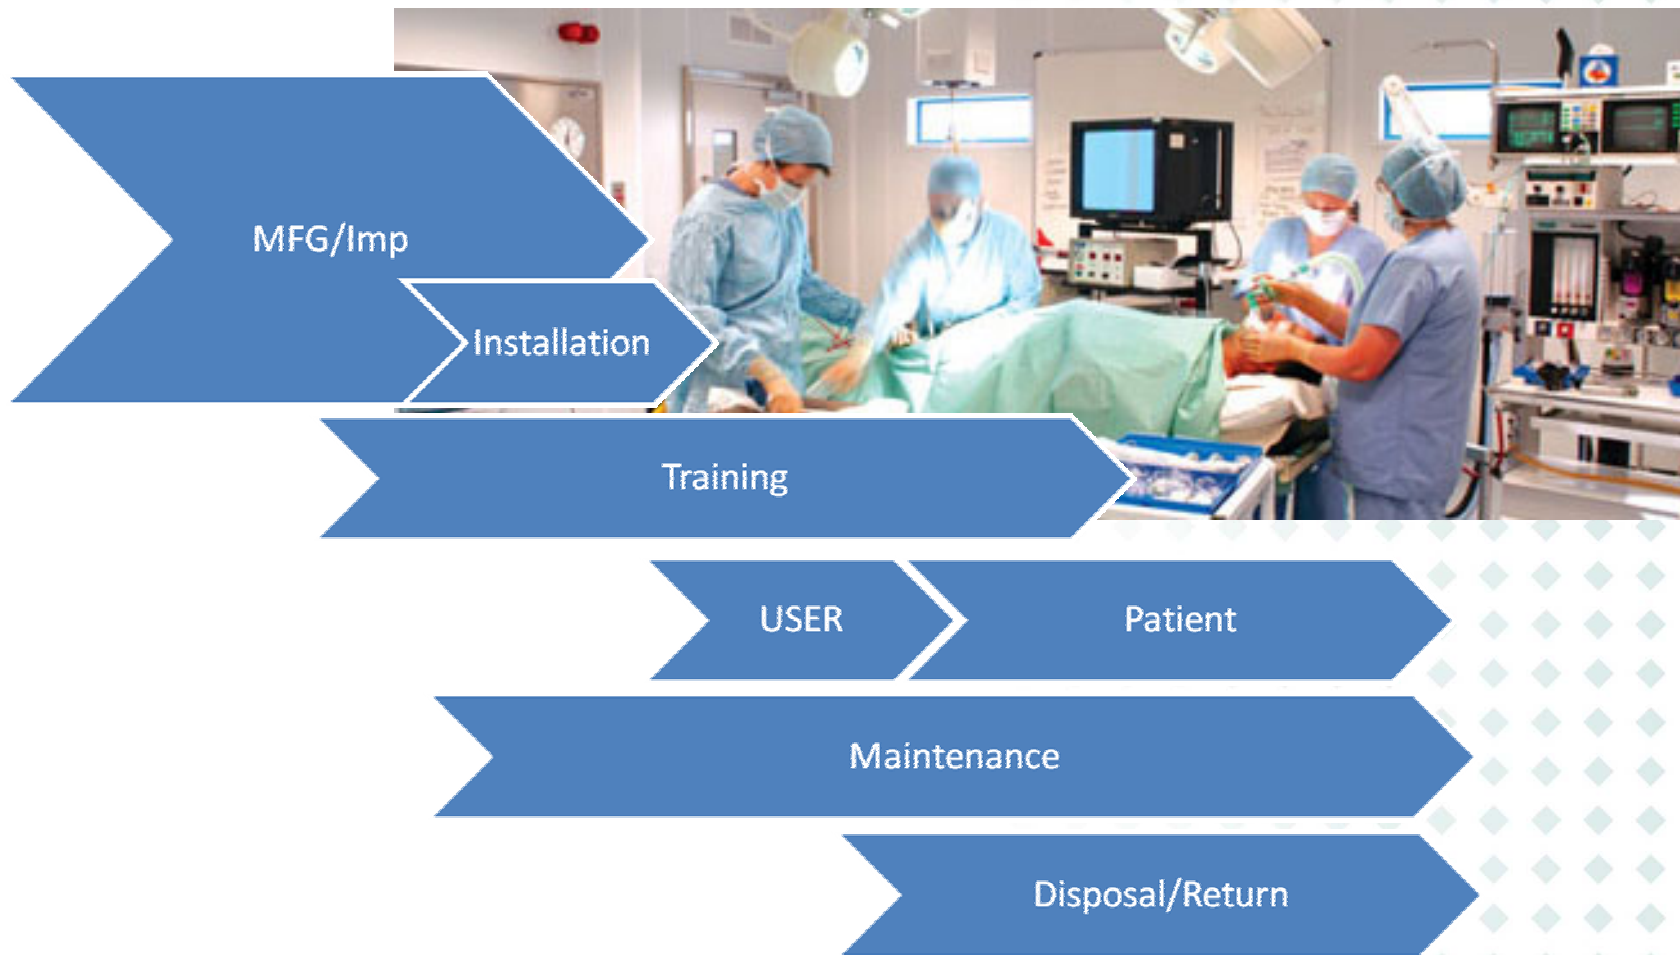 MFG/Imp
Installation
Training
USER
Patient
Maintenance
Disposal/Return